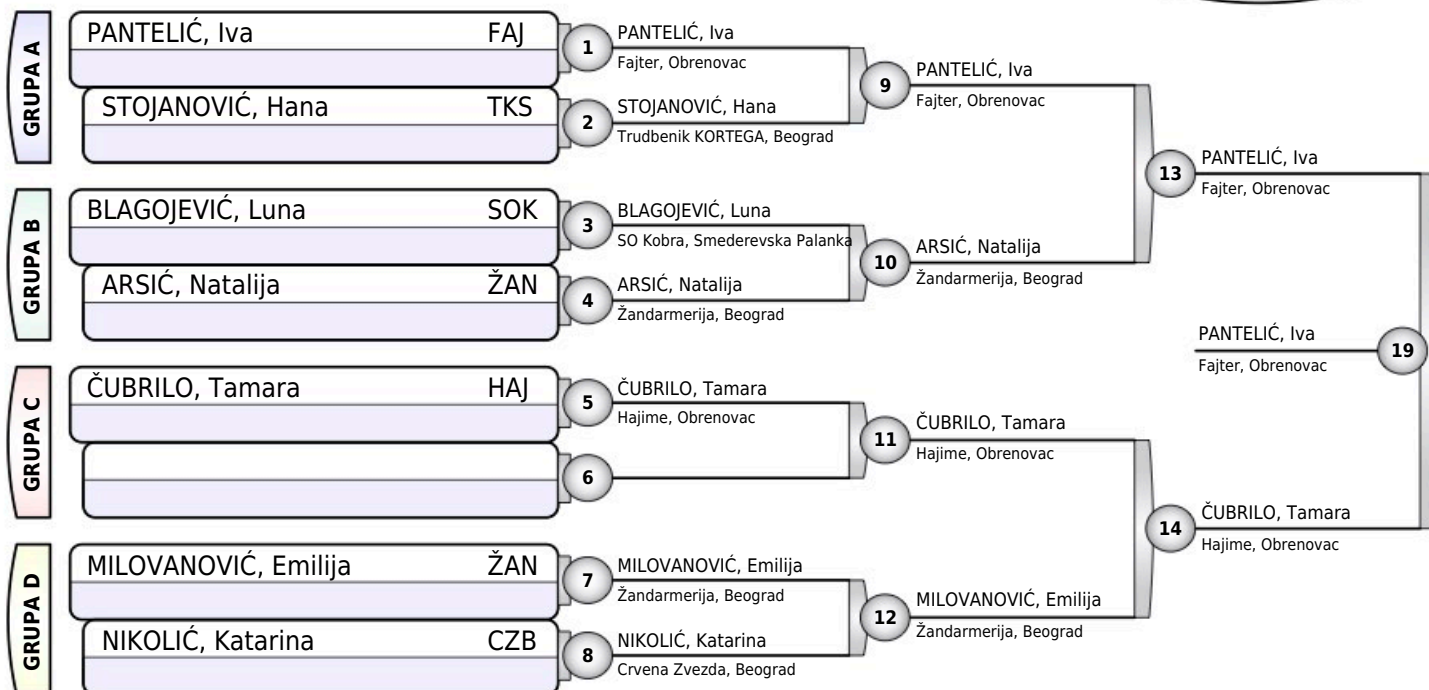 GRUPA A
PANTELIĆ, Iva FAJ
STOJANOVIĆ, Hana TKS
1
PANTELIĆ, Iva
Fajter, Obrenovac
2
STOJANOVIĆ, Hana
Trudbenik KORTEGA, Beograd
9
PANTELIĆ, Iva
Fajter, Obrenovac
GRUPA B
BLAGOJEVIĆ, Luna SOK
ARSIĆ, Natalija ŽAN
3
BLAGOJEVIĆ, Luna
SO Kobra, Smederevska Palanka
4
ARSIĆ, Natalija
Žandarmerija, Beograd
10
ARSIĆ, Natalija
Žandarmerija, Beograd
13
PANTELIĆ, Iva
Fajter, Obrenovac
GRUPA C
ČUBRILO, Tamara HAJ
5
ČUBRILO, Tamara
Hajime, Obrenovac
6
11
ČUBRILO, Tamara
Hajime, Obrenovac
GRUPA D
MILOVANOVIĆ, Emilija ŽAN
NIKOLIĆ, Katarina CZB
7
MILOVANOVIĆ, Emilija
Žandarmerija, Beograd
8
NIKOLIĆ, Katarina
Crvena Zvezda, Beograd
12
MILOVANOVIĆ, Emilija
Žandarmerija, Beograd
14
ČUBRILO, Tamara
Hajime, Obrenovac
PANTELIĆ, Iva
Fajter, Obrenovac
19